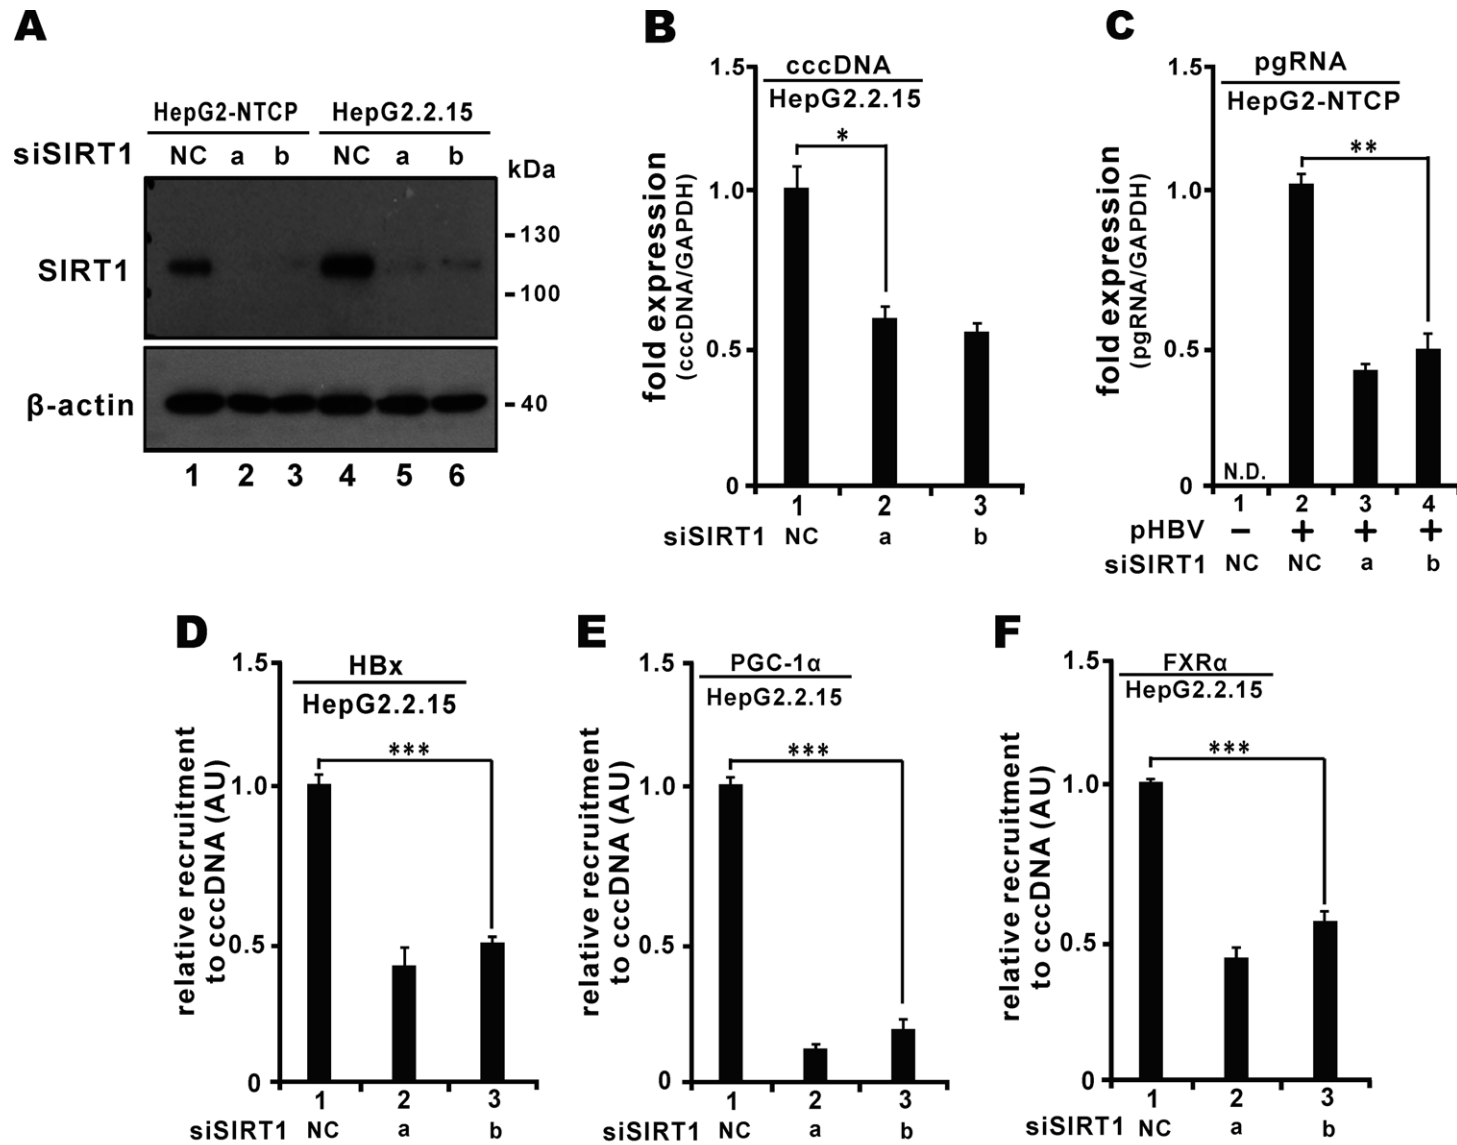 A
HepG2-NTCP HepG2.2.15
siSIRT1 NC a b NC a b
kDa
SIRT1
-130
-100
β-actin
-40
1 2 3 4 5 6
B
cccDNA
HepG2.2.15
fold expression
(cccDNA/GAPDH)
1.5
1.0
0.5
0
*
1 2 3
siSIRT1 NC a b
C
pgRNA
HepG2-NTCP
fold expression
(pgRNA/GAPDH)
1.5
1.0
0.5
0
**
N.D.
1 2 3 4
pHBV − + + +
siSIRT1 NC NC a b
D
HBx
HepG2.2.15
relative recruitment
to cccDNA (AU)
1.5
1.0
0.5
0
***
1 2 3
siSIRT1 NC a b
E
PGC-1α
HepG2.2.15
relative recruitment
to cccDNA (AU)
1.5
1.0
0.5
0
***
1 2 3
siSIRT1 NC a b
F
FXRα
HepG2.2.15
relative recruitment
to cccDNA (AU)
1.5
1.0
0.5
0
***
1 2 3
siSIRT1 NC a b